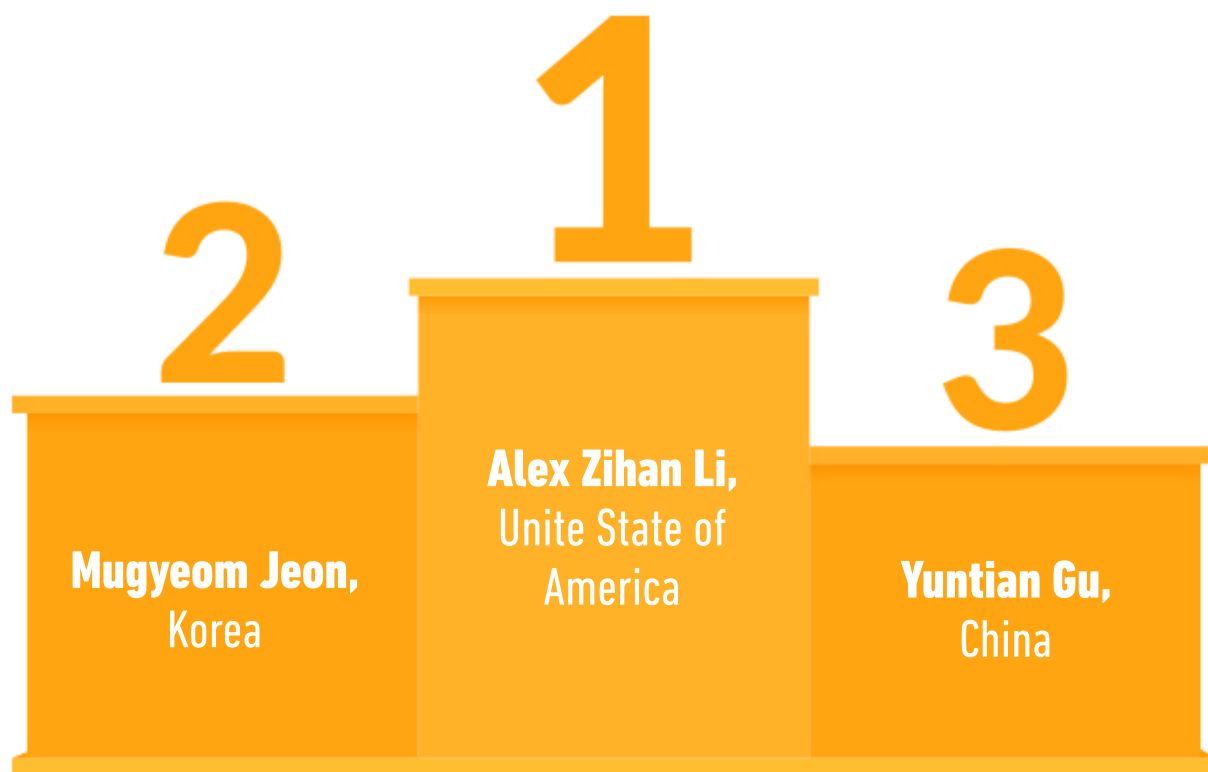 1
2
3
Alex Zihan Li,
Unite State of
America
Mugyeom Jeon,
Korea
Yuntian Gu,
China